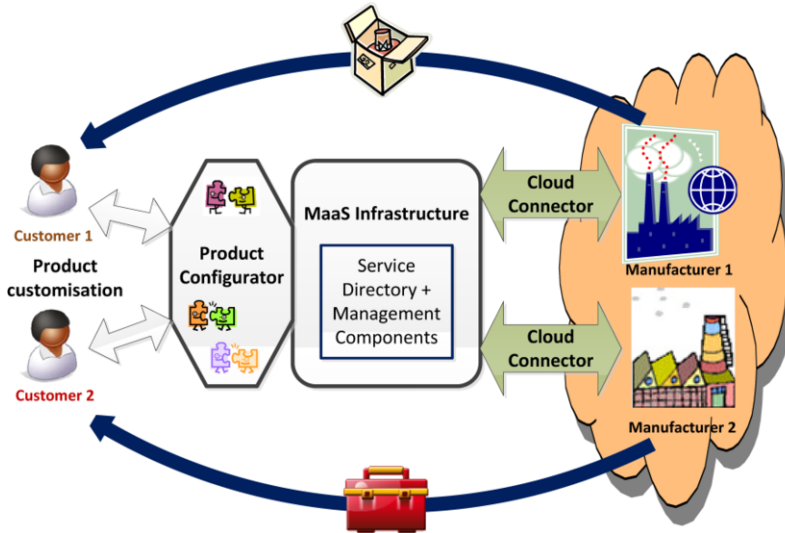 Customer 1
Product
customisation
Customer 2
Product
Configurator
MaaS Infrastructure
Service
Directory +
Management
Components
Cloud
Connector
Cloud
Connector
Manufacturer 1
Manufacturer 2